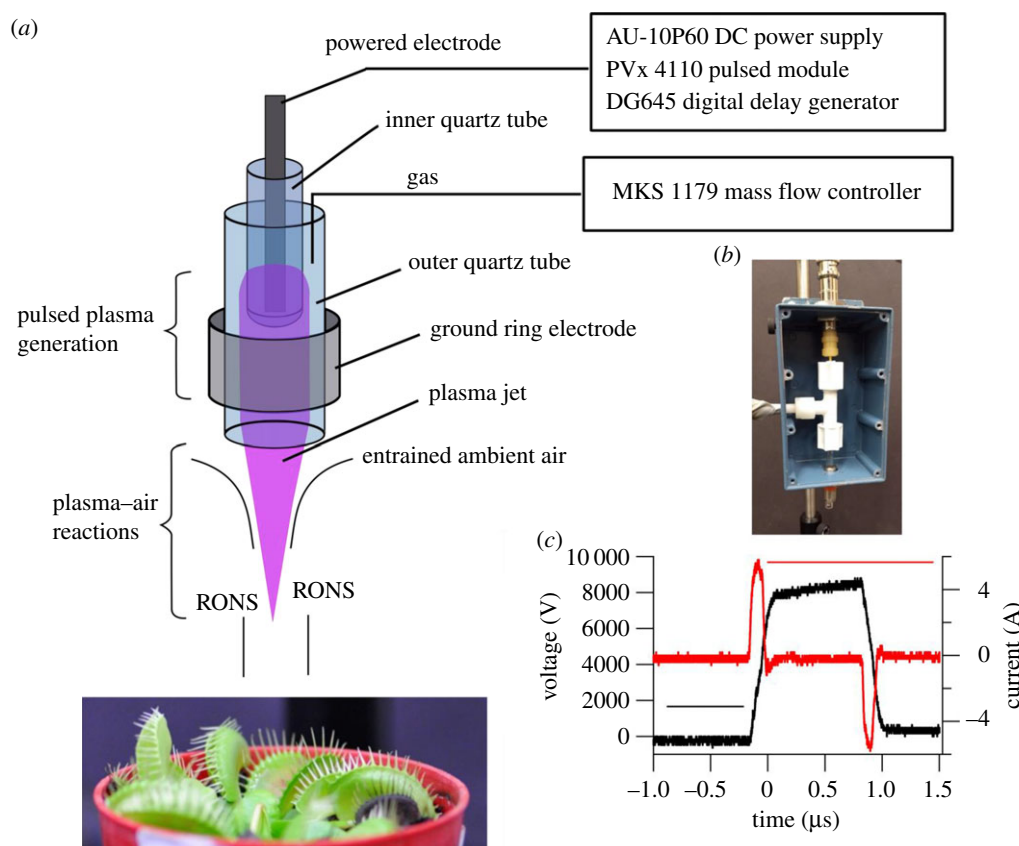 (a)
powered electrode
AU-10P60 DC power supply
PVx 4110 pulsed module
DG645 digital delay generator
inner quartz tube
gas
MKS 1179 mass flow controller
outer quartz tube
pulsed plasma
generation
ground ring electrode
plasma jet
entrained ambient air
plasma–air
reactions
RONS
RONS
(b)
(c)
10 000
8000
6000
4000
2000
0
voltage (V)
4
0
−4
current (A)
−1.0 −0.5 0 0.5 1.0 1.5
time (μs)